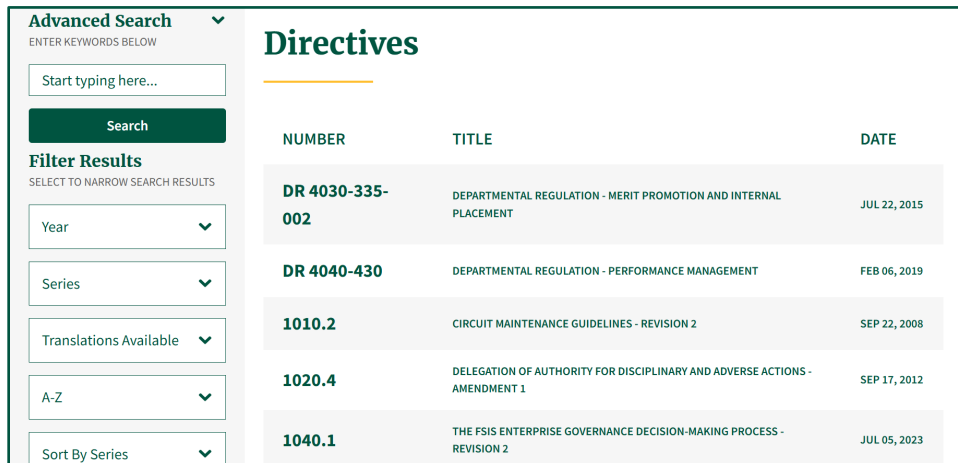 Advanced Search
ENTER KEYWORDS BELOW
Start typing here...
Search
Filter Results
SELECT TO NARROW SEARCH RESULTS
Year
Series
Translations Available
A-Z
Sort By Series
Directives
NUMBER TITLE DATE
DR 4030-335-
002
DEPARTMENTAL REGULATION - MERIT PROMOTION AND INTERNAL
PLACEMENT
JUL 22, 2015
DR 4040-430 DEPARTMENTAL REGULATION - PERFORMANCE MANAGEMENT FEB 06, 2019
1010.2 CIRCUIT MAINTENANCE GUIDELINES - REVISION 2 SEP 22, 2008
1020.4
DELEGATION OF AUTHORITY FOR DISCIPLINARY AND ADVERSE ACTIONS -
AMENDMENT 1
SEP 17, 2012
1040.1
THE FSIS ENTERPRISE GOVERNANCE DECISION-MAKING PROCESS -
REVISION 2
JUL 05, 2023